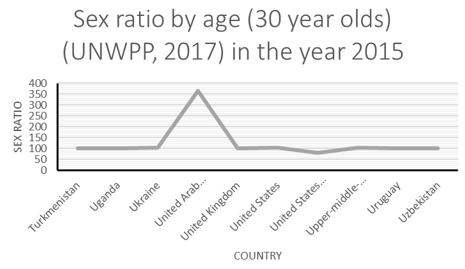 Sex ratio by age (30 year olds)
(UNWPP, 2017) in the year 2015
400
350
300
250
200
150
100
50
0
SEX RATIO
Turkmenistan
Uganda
Ukraine
United Arab...
United Kingdom
United States
United States...
Upper-middle-...
Uruguay
Uzbekistan
COUNTRY